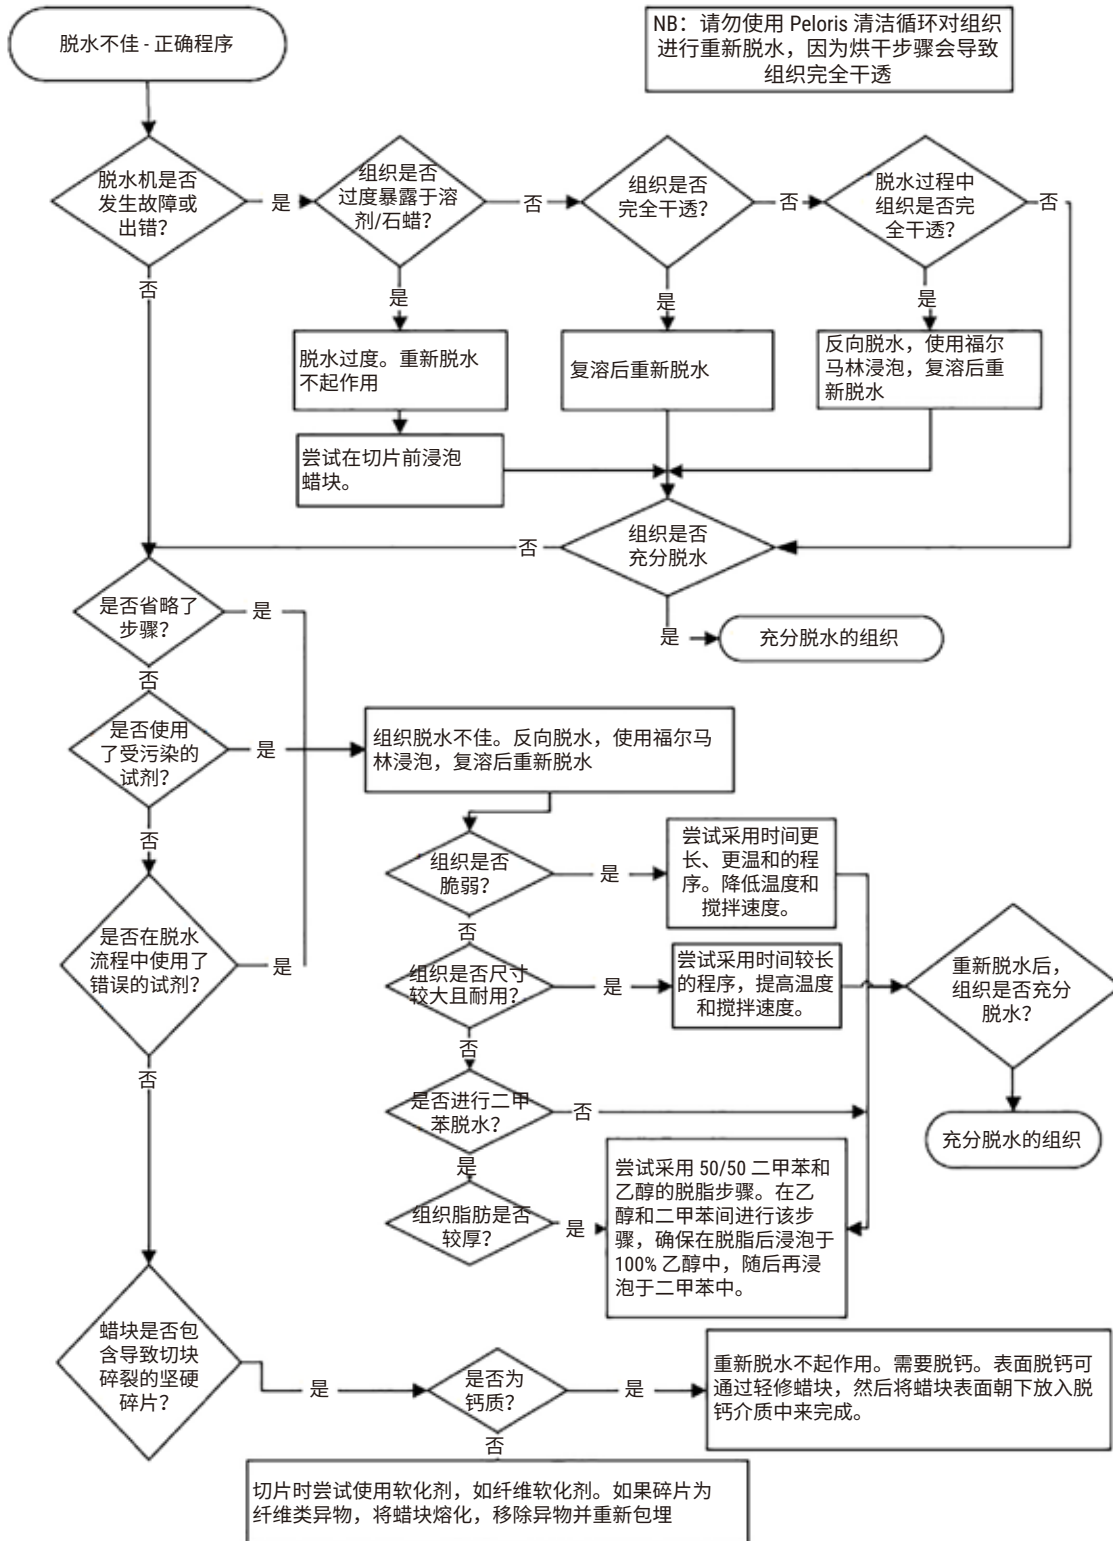 脱水不佳 - 正确程序
NB：请勿使用 Peloris 清洁循环对组织
进行重新脱水，因为烘干步骤会导致
组织完全干透
脱水机是否
发生故障或
出错？
是
组织是否
过度暴露于溶
剂/石蜡？
否
组织是否
完全干透？
否
脱水过程中
组织是否完
全干透？
否
否
是
是
是
脱水过度。重新脱水
不起作用
复溶后重新脱水
反向脱水，使用福尔
马林浸泡，复溶后重
新脱水
尝试在切片前浸泡
蜡块。
组织是否
充分脱水
否
是
充分脱水的组织
是否省略了
步骤？
是
否
是否使用
了受污染的
试剂？
是
组织脱水不佳。反向脱水，使用福尔马
林浸泡，复溶后重新脱水
否
组织是否
脆弱？
是
尝试采用时间更
长、更温和的程
序。降低温度和
搅拌速度。
否
是否在脱水
流程中使用了
错误的试剂？
是
组织是否尺寸
较大且耐用？
是
尝试采用时间较长
的程序，提高温度
和搅拌速度。
重新脱水后，
组织是否充分
脱水？
否
否
是否进行二甲
苯脱水？
否
充分脱水的组织
是
组织脂肪是否
较厚？
是
尝试采用 50/50 二甲苯和
乙醇的脱脂步骤。在乙
醇和二甲苯间进行该步
骤，确保在脱脂后浸泡于
100% 乙醇中，随后再浸
泡于二甲苯中。
蜡块是否包
含导致切块
碎裂的坚硬
碎片？
是
是否为
钙质？
是
重新脱水不起作用。需要脱钙。表面脱钙可
通过轻修蜡块，然后将蜡块表面朝下放入脱
钙介质中来完成。
否
切片时尝试使用软化剂，如纤维软化剂。如果碎片为
纤维类异物，将蜡块熔化，移除异物并重新包埋